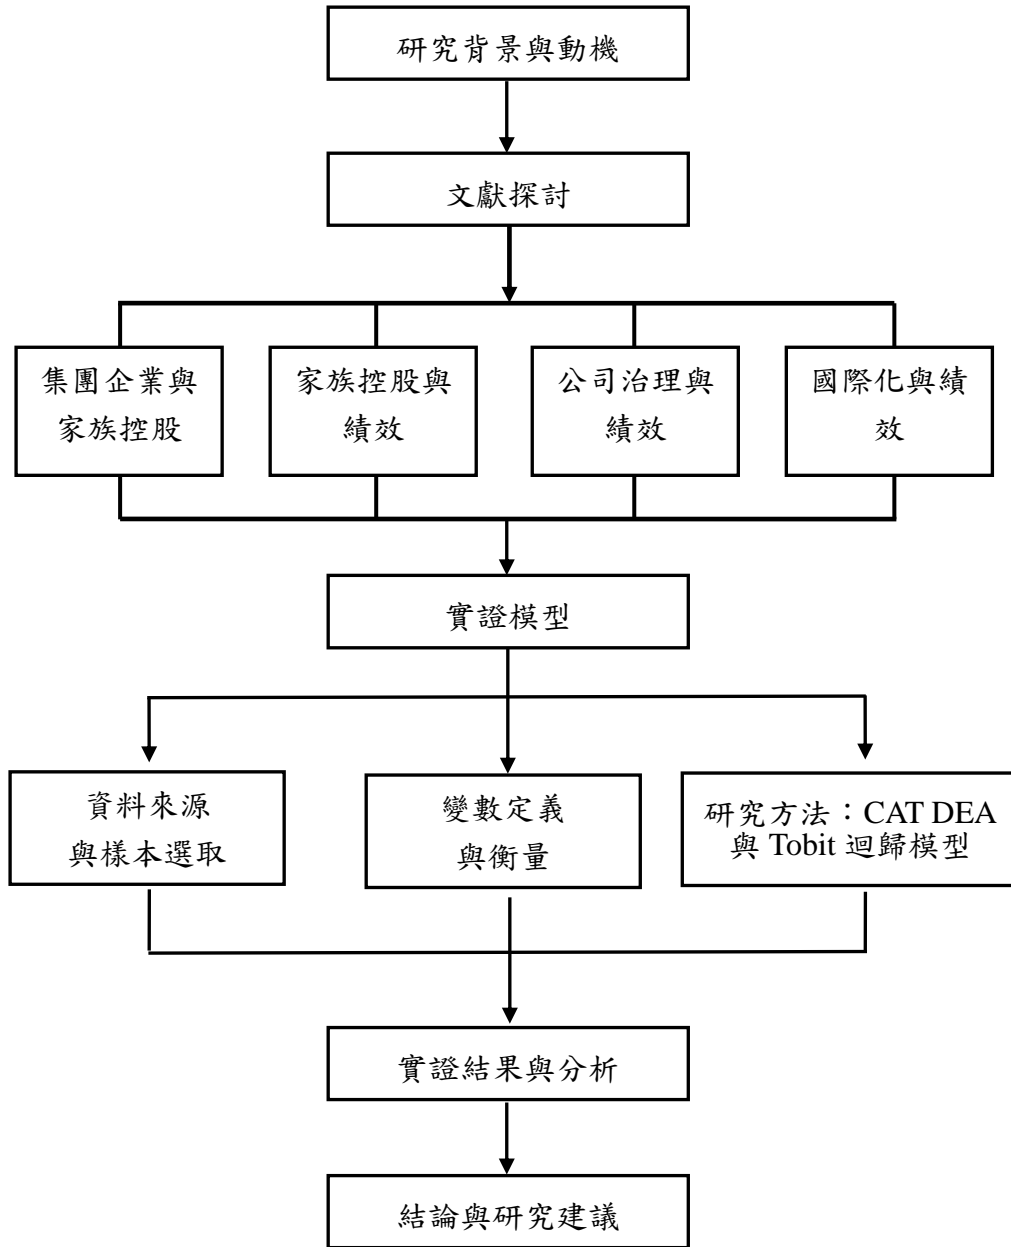 研究背景與動機
文獻探討
集團企業與
家族控股
家族控股與
績效
公司治理與
績效
國際化與績
效
實證模型
資料來源
與樣本選取
變數定義
與衡量
研究方法：CAT DEA
與 Tobit 迴歸模型
實證結果與分析
結論與研究建議